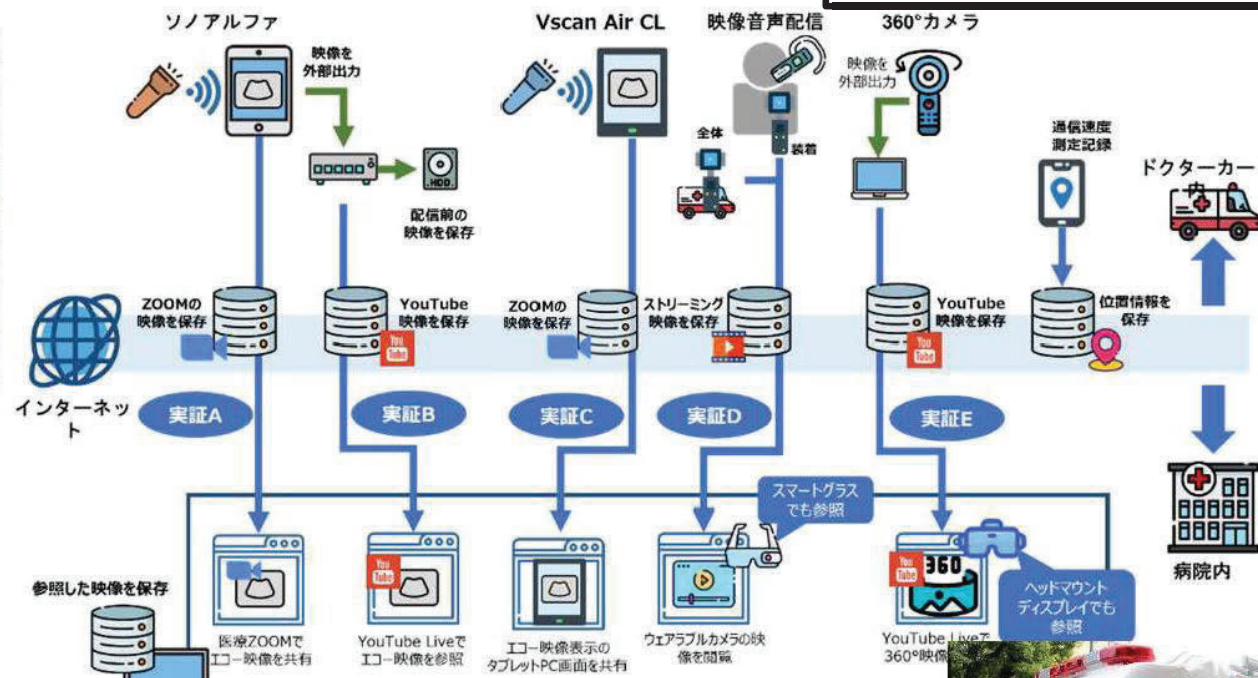 ソノアルファ
Vscan Air CL
映像音声配信
360°カメラ
映像を
外部出力
映像を
外部出力
全体
装着
通信速度
測定記録
ドクターカー
内
HDD
配信前の
映像を保存
ZOOMの
映像を保存
YouTube
映像を保存
You
Tube
ZOOMの
映像を保存
ストリーミング
映像を保存
YouTube
映像を保存
You
Tube
位置情報を
保存
インターネッ
ト
実証A
実証B
実証C
実証D
実証E
スマートグラス
でも参照
病院内
参照した映像を保存
You
Tube
You
Tube
360
ヘッドマウント
ディスプレイでも
参照
医療ZOOMで
エコー映像を共有
YouTube Liveで
エコー映像を参照
エコー映像表示の
タブレットPC画面を共有
ウェアラブルカメラの映
像を閲覧
YouTube Liveで
360°映像